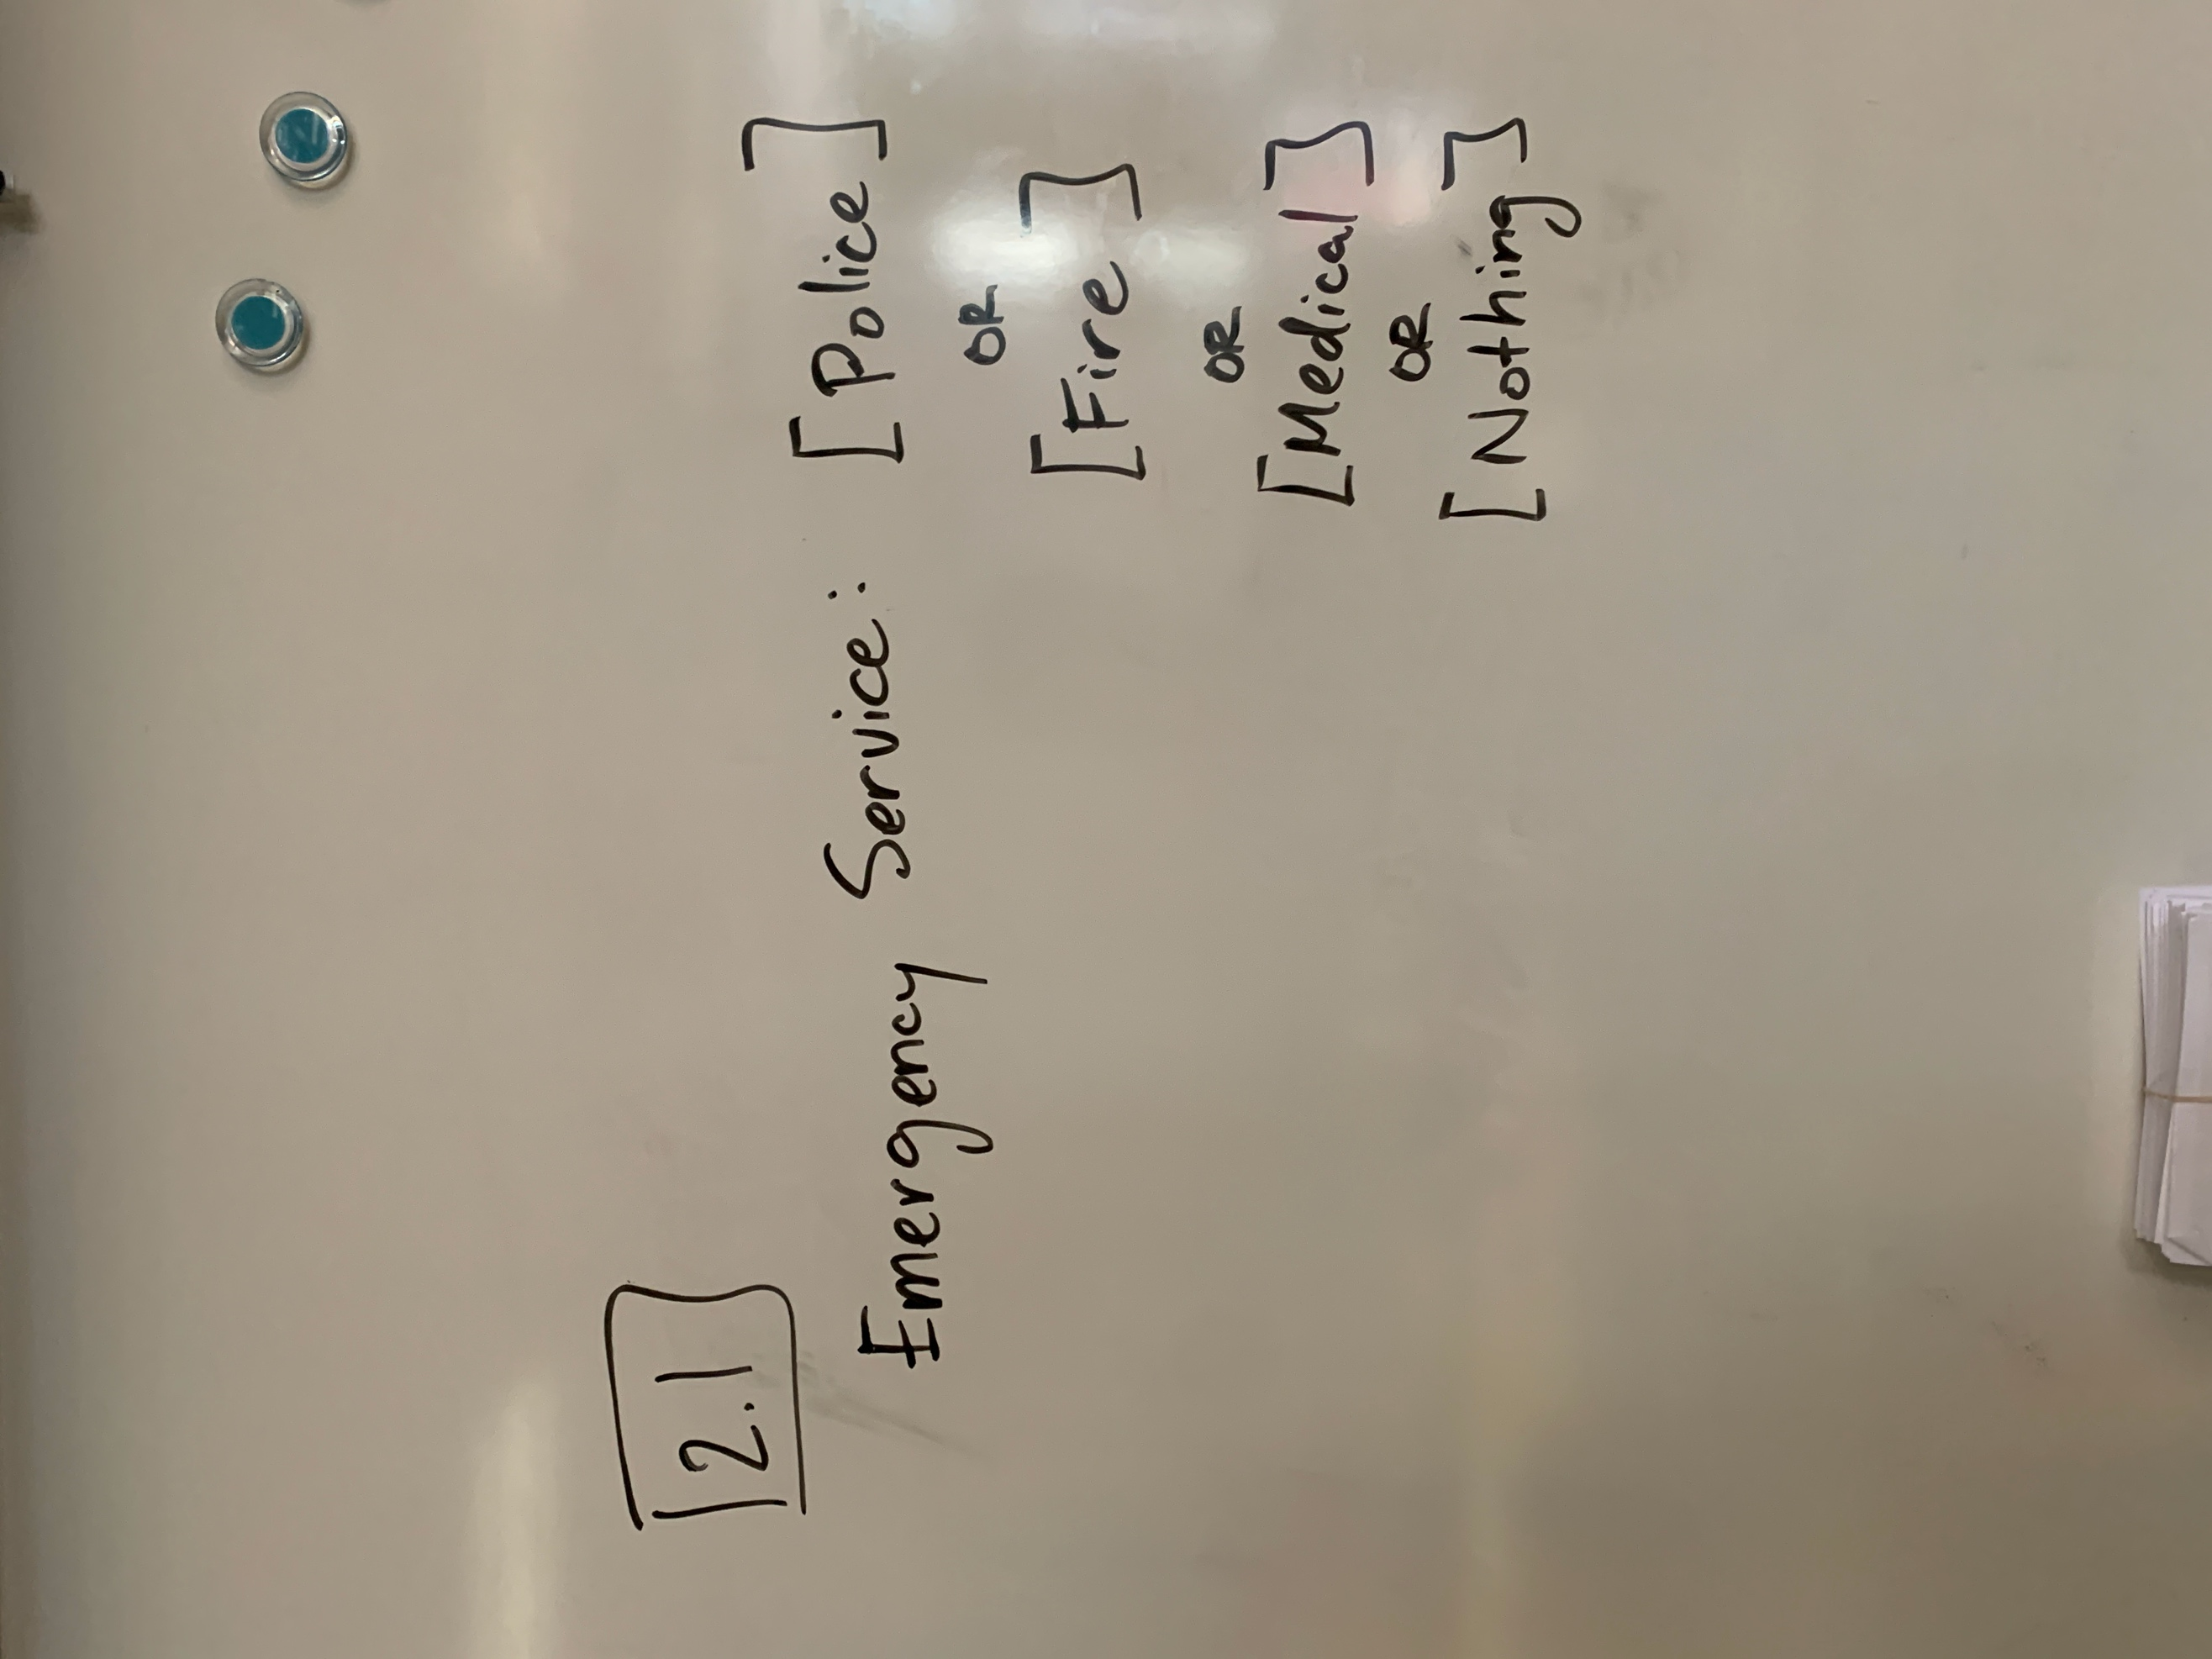 2.1
Emergency Service: [Police]
OR
[Fire]
OR
[Medical]
OR
[Nothing]